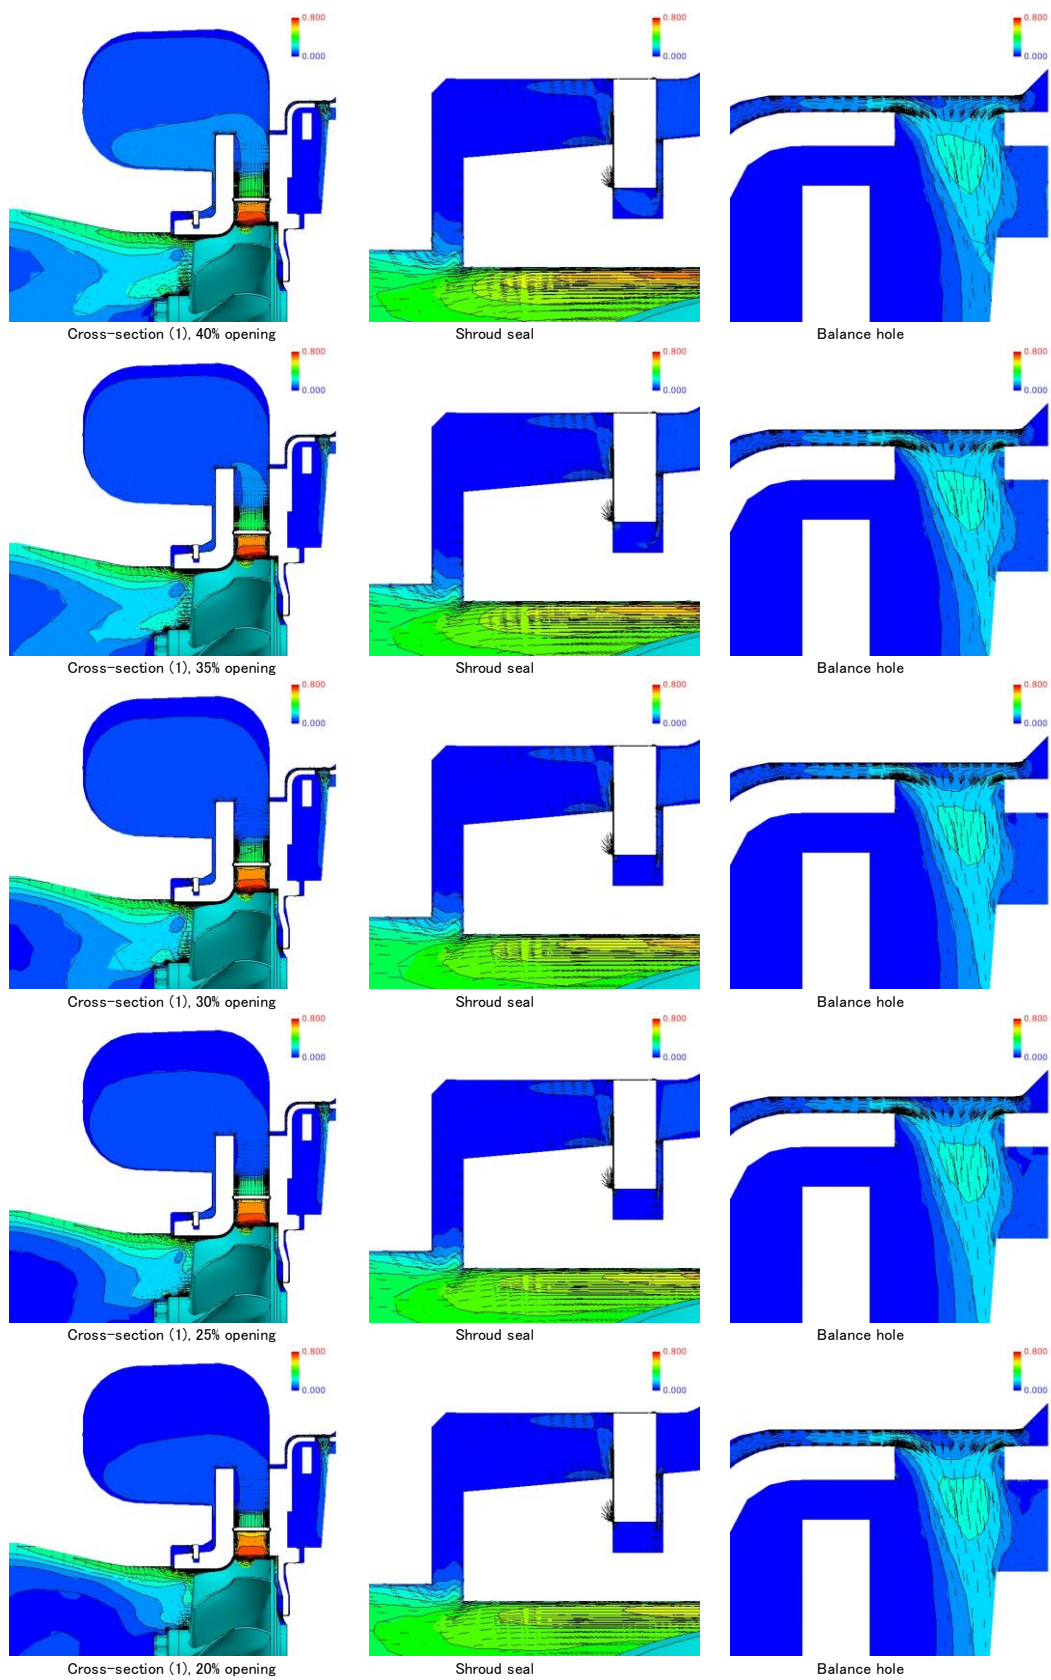 0.800 0.800 0.800
0.000 0.000 0.000
Cross-section (1), 40% opening Shroud seal Balance hole
0.800 0.800 0.800
0.000 0.000 0.000
Cross-section (1), 35% opening Shroud seal Balance hole
0.800 0.800 0.800
0.000 0.000 0.000
Cross-section (1), 30% opening Shroud seal Balance hole
0.800 0.800 0.800
0.000 0.000 0.000
Cross-section (1), 25% opening Shroud seal Balance hole
0.800 0.800 0.800
0.000 0.000 0.000
Cross-section (1), 20% opening Shroud seal Balance hole